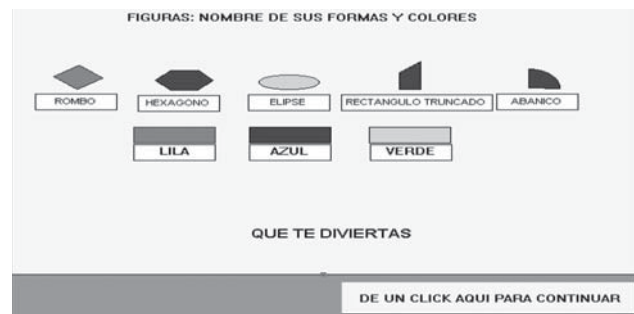 FIGURAS: NOMBRE DE SUS FORMAS Y COLORES
ROMBO HEXAGONO ELIPSE RECTANGULO TRUNCADO ABANICO
LILA AZUL VERDE
QUE TE DIVIERTAS
DE UN CLICK AQUI PARA CONTINUAR